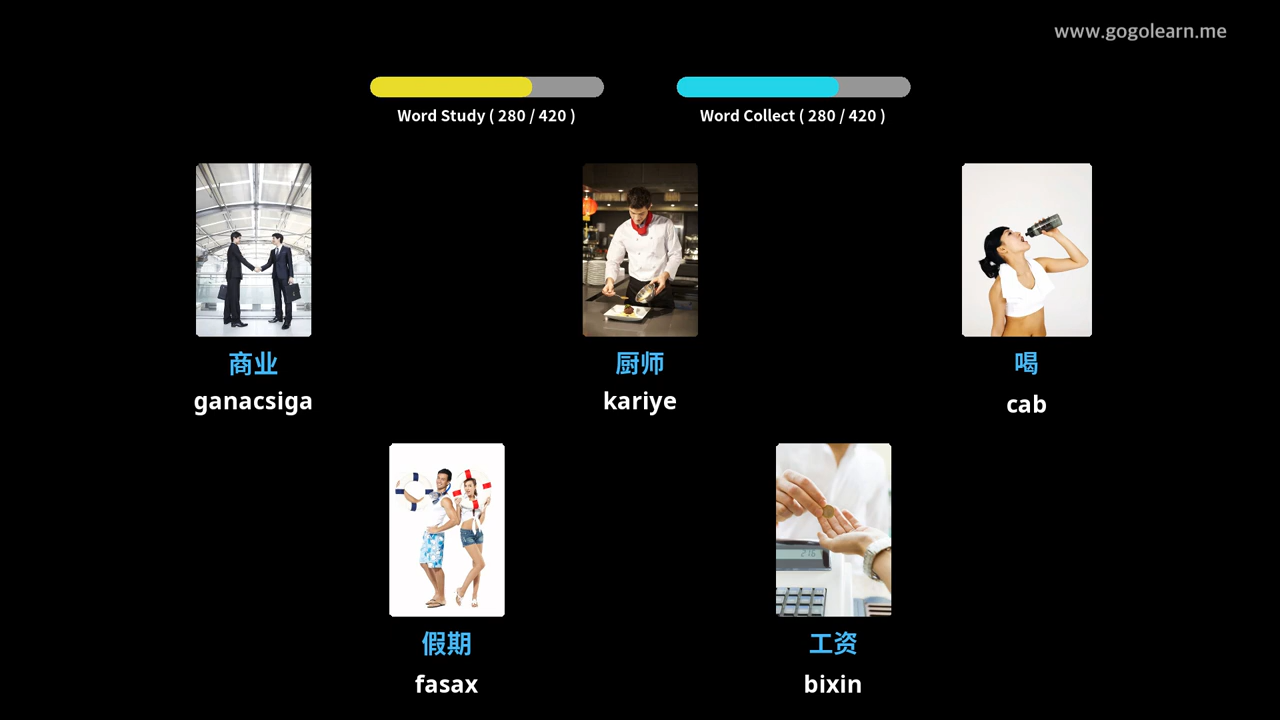 www.gogolearn.me
Word Study ( 280 / 420 )
Word Collect ( 280 / 420 )
商业
ganacsiga
厨师
kariye
喝
cab
假期
fasax
工资
bixin